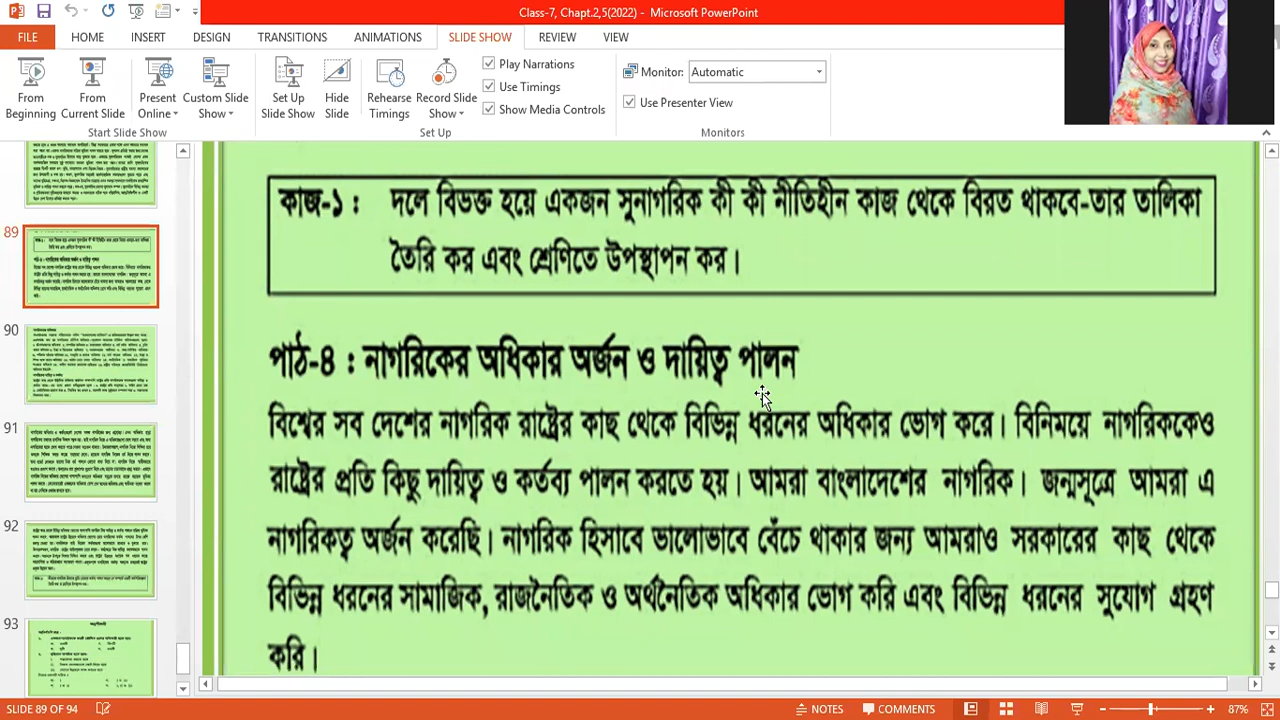 Class-7, Chapt.2,5(2022) - Microsoft PowerPoint
FILE HOME INSERT DESIGN TRANSITIONS ANIMATIONS SLIDE SHOW REVIEW VIEW
From Beginning
From Current Slide
Present Online
Custom Slide Show
Set Up Slide Show
Hide Slide
Rehearse Timings
Record Slide Show
Play Narrations
Use Timings
Show Media Controls
Monitor: Automatic
Use Presenter View
Start Slide Show
Set Up
Monitors
89
90
91
92
93
কাজ-১ : দলে বিভক্ত হয়ে একজন সুনাগরিক কী কী নীতিহীন কাজ থেকে বিরত থাকবে-তার তালিকা
তৈরি কর এবং শ্রেণিতে উপস্থাপন কর।
পাঠ-৪ : নাগরিকের অধিকার অর্জন ও দায়িত্ব পালন
বিশ্বের সব দেশের নাগরিক রাষ্ট্রের কাছ থেকে বিভিন্ন ধরনের অধিকার ভোগ করে। বিনিময়ে নাগরিককেও
রাষ্ট্রের প্রতি কিছু দায়িত্ব ও কর্তব্য পালন করতে হয়। আমরা বাংলাদেশের নাগরিক। জন্মসূত্রে আমরা এ
নাগরিকত্ব অর্জন করেছি। নাগরিক হিসাবে ভালোভাবে বেঁচে থাকার জন্য আমরাও সরকারের কাছ থেকে
বিভিন্ন ধরনের সামাজিক, রাজনৈতিক ও অর্থনৈতিক অধিকার ভোগ করি এবং বিভিন্ন ধরনের সুযোগ গ্রহণ
করি।
SLIDE 89 OF 94
NOTES
COMMENTS
87%